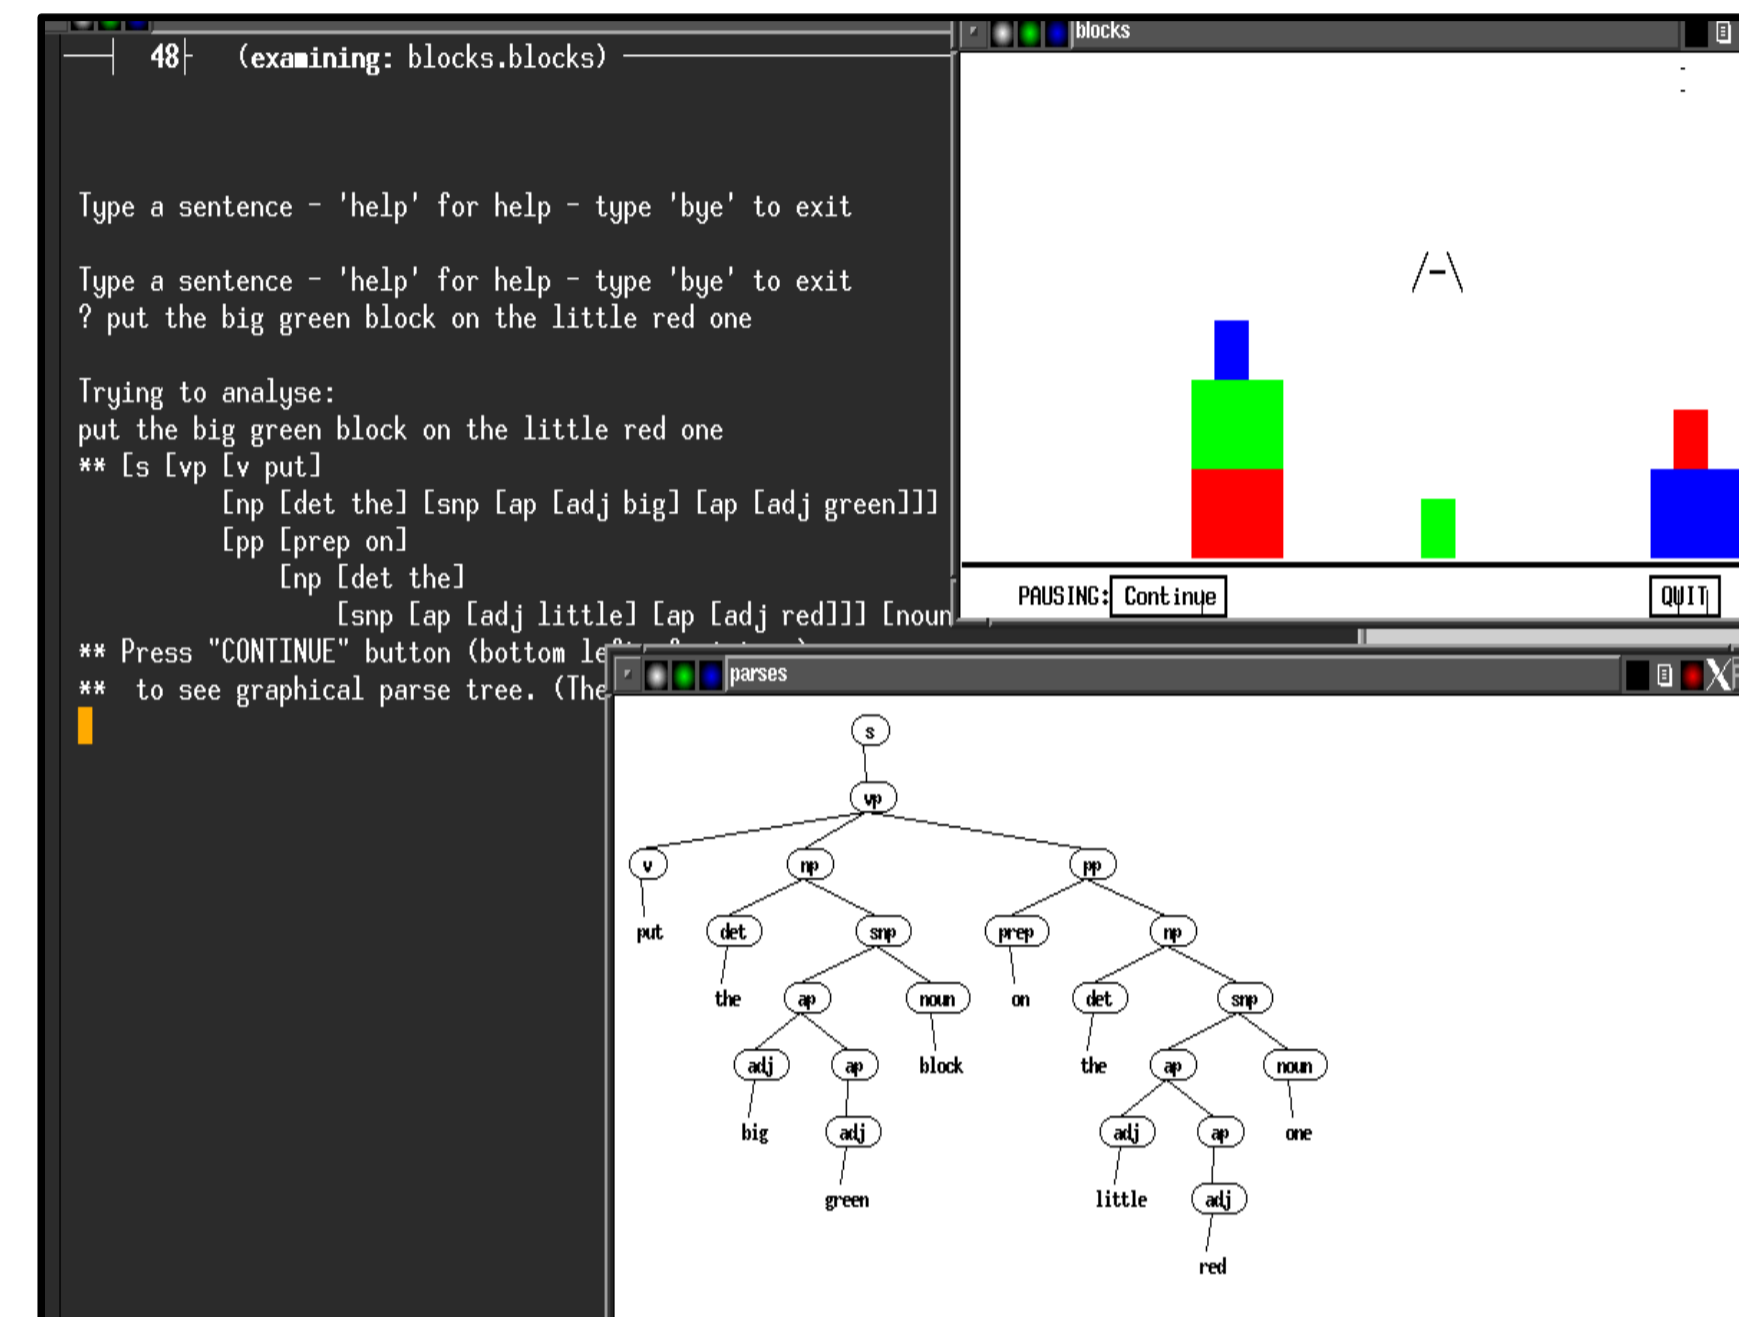 48 (examining: blocks.blocks)
Type a sentence - 'help' for help - type 'bye' to exit
Type a sentence - 'help' for help - type 'bye' to exit
? put the big green block on the little red one
Trying to analyse:
put the big green block on the little red one
** [s [vp [v put]
[np [det the] [snp [ap [adj big] [ap [adj green]]]
[pp [prep on]
[np [det the]
[snp [ap [adj little] [ap [adj red]]] [noun
** Press "CONTINUE" button (bottom
** to see graphical parse tree. (The
blocks
/-\
PAUSING: Continue
QUIT
parses
s
vp
v np pp
put det snp prep np
the ap noun on det snp
adj ap block the ap noun
big adj adj ap one
green little adj
red